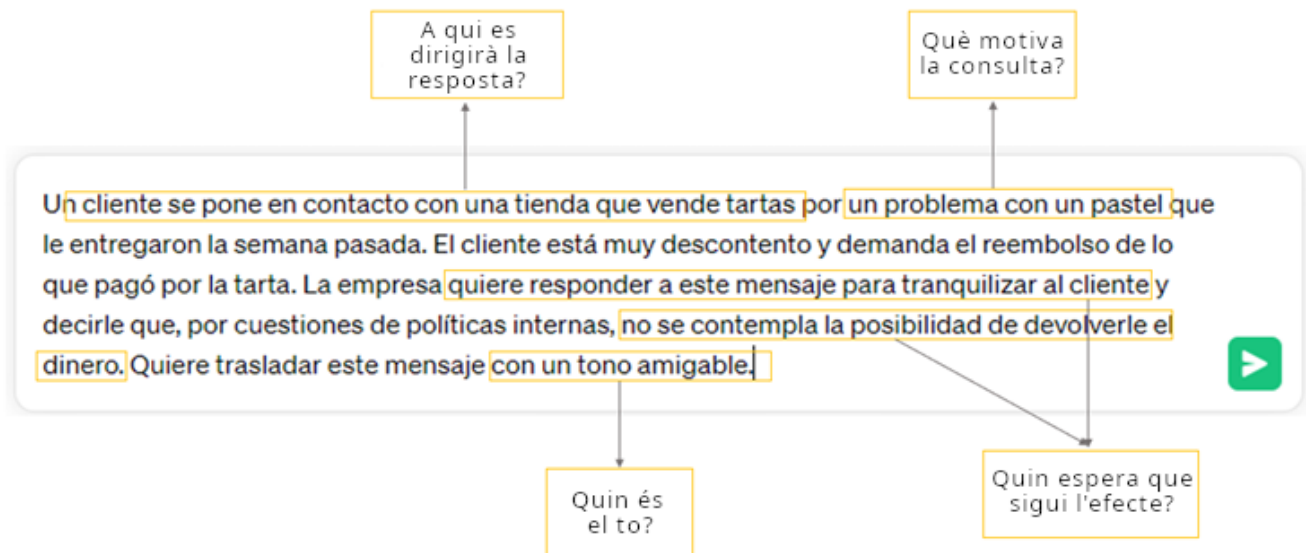 A qui es
dirigirà la
resposta?
Què motiva
la consulta?
Un cliente se pone en contacto con una tienda que vende tartas por un problema con un pastel que
le entregaron la semana pasada. El cliente está muy descontento y demanda el reembolso de lo
que pagó por la tarta. La empresa quiere responder a este mensaje para tranquilizar al cliente y
decirle que, por cuestiones de políticas internas, no se contempla la posibilidad de devolverle el
dinero. Quiere trasladar este mensaje con un tono amigable.
Quin és
el to?
Quin espera que
sigui l'efecte?